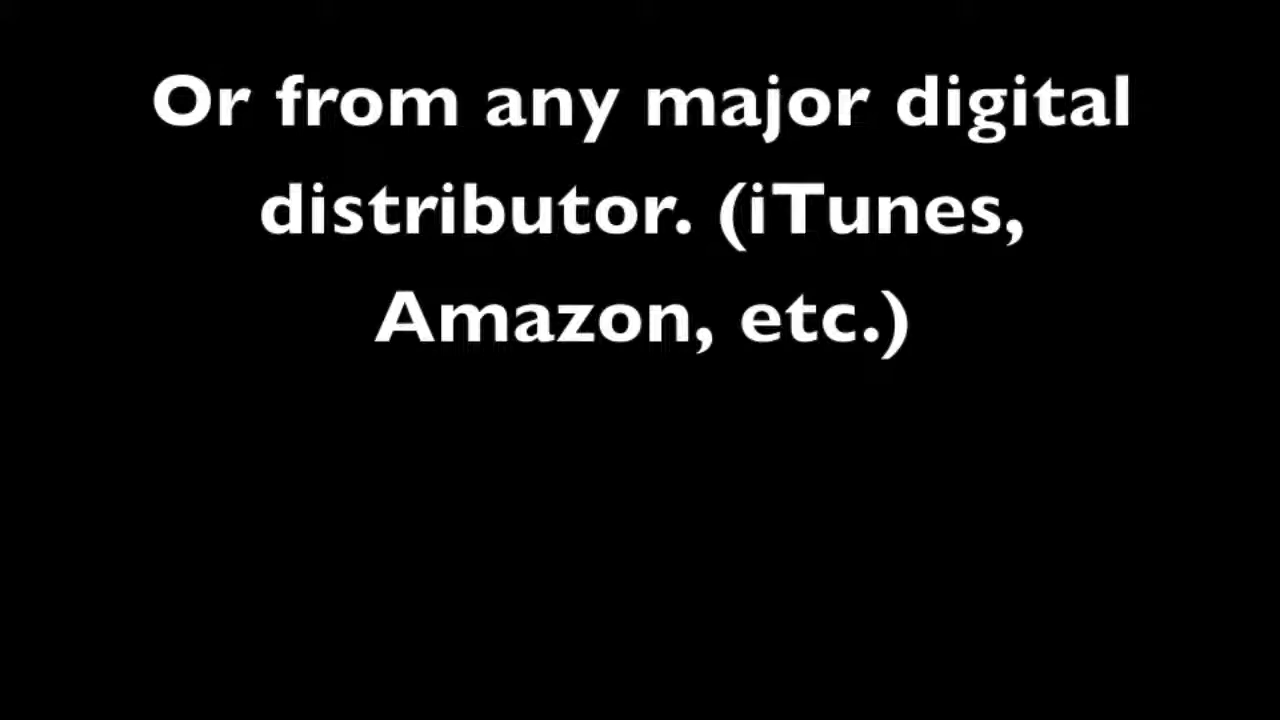 Or from any major digital
distributor. (iTunes,
Amazon, etc.)